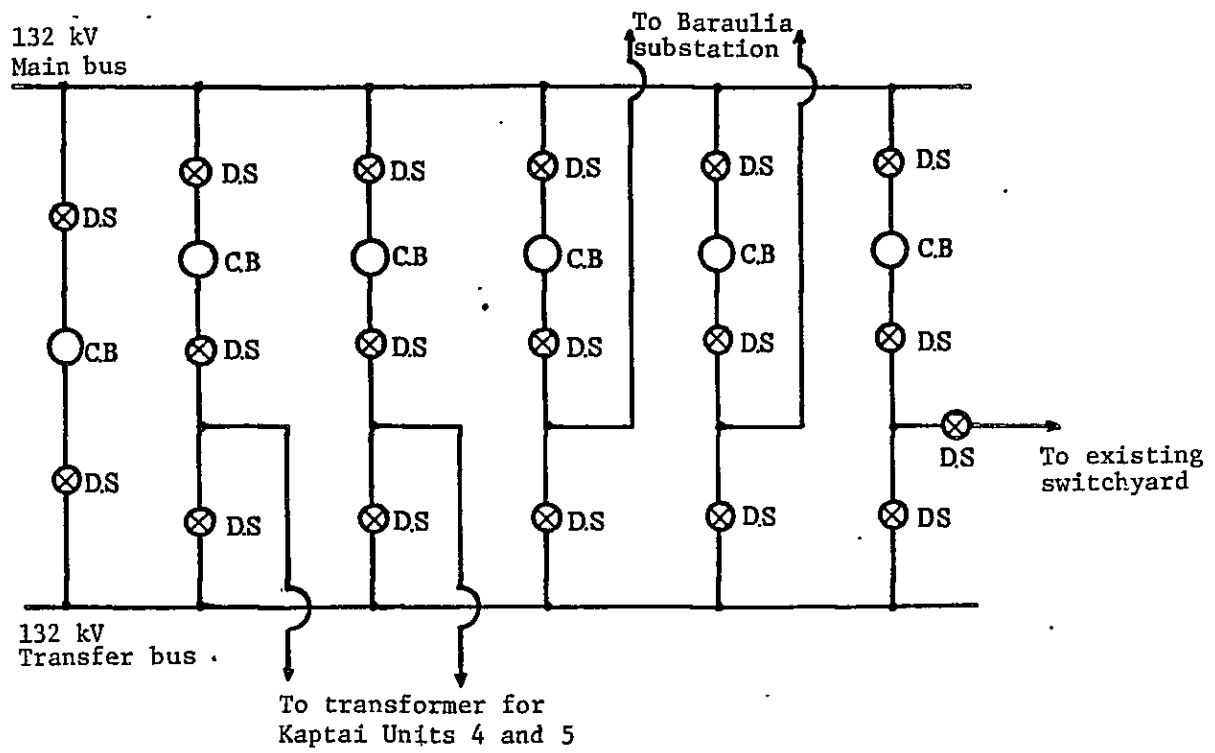 To Baraulia
substation
132 kV
Main bus
D.S
D.S
D.S
D.S
D.S
D.S
C.B
C.B
C.B
C.B
C.B
C.B
D.S
D.S
D.S
D.S
D.S
D.S
To existing
switchyard
D.S
D.S
D.S
D.S
D.S
DS
132 kV
Transfer bus
To transformer for
Kaptai Units 4 and 5